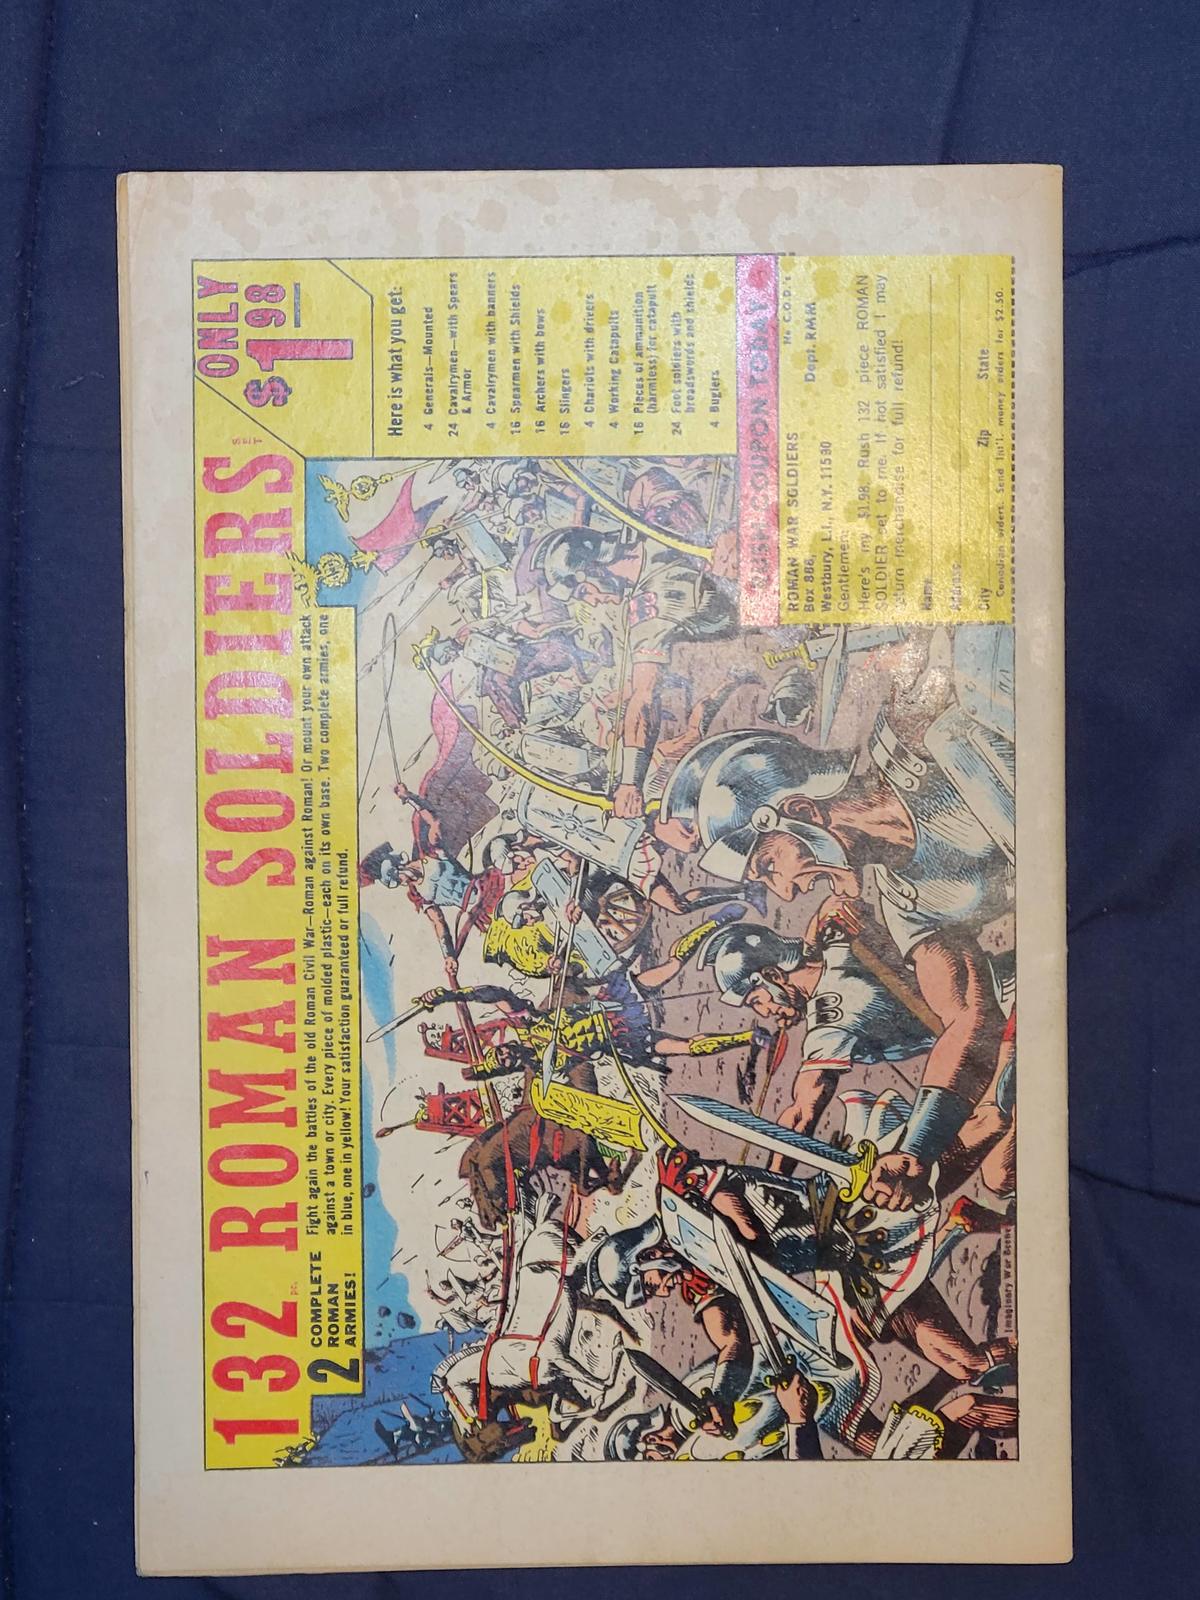 132 PC. ROMAN SOLDIERS SET
ONLY
$1.98
2 COMPLETE
ROMAN
ARMIES!
Fight again the battles of the old Roman Civil War—Roman against Roman! Or mount your own attack
against a town or city. Every piece of molded plastic—each on its own base. Two complete armies, one
in blue, one in yellow! Your satisfaction guaranteed or full refund.
Here is what you get:
4 Generals—Mounted
24 Cavalrymen—with Spears
& Armor
4 Cavalrymen with banners
16 Spearmen with Shields
16 Archers with bows
16 Slingers
4 Chariots with drivers
4 Working Catapults
16 Pieces of ammunition
(harmless) for catapult
24 Foot soldiers with
broadswords and shields
4 Buglers
RUSH COUPON TODAY
ROMAN WAR SOLDIERS No C.O.D.'s
Box 886, Dept. RMM
Westbury, L.I., N.Y. 11590
Gentlemen:
Here's my $1.98. Rush 132 piece ROMAN
SOLDIER set to me. If not satisfied I may
return merchandise for full refund!
Name
Address
City Zip State
Canadian orders. Send Int'l. money orders for $2.50.
Imaginary War Scene